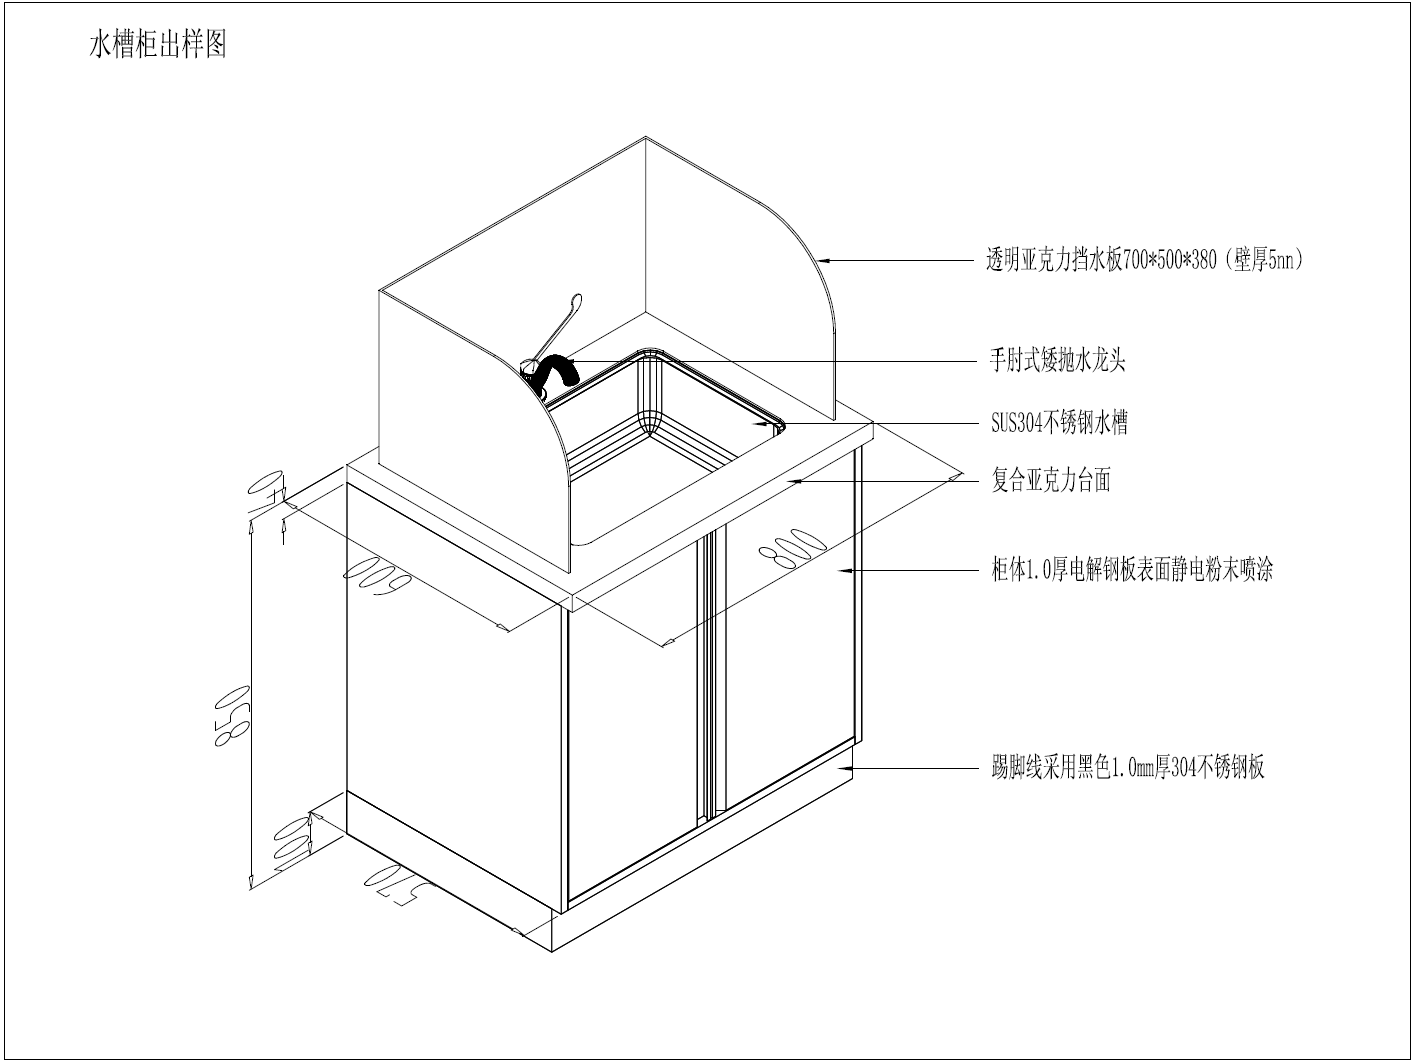 水槽柜出样图
透明亚克力挡水板700*500*380（壁厚5nn）
手肘式矮抛水龙头
SUS304不锈钢水槽
40
复合亚克力台面
800
柜体1.0厚电解钢板表面静电粉末喷涂
600
850
踢脚线采用黑色1.0mm厚304不锈钢板
100
570